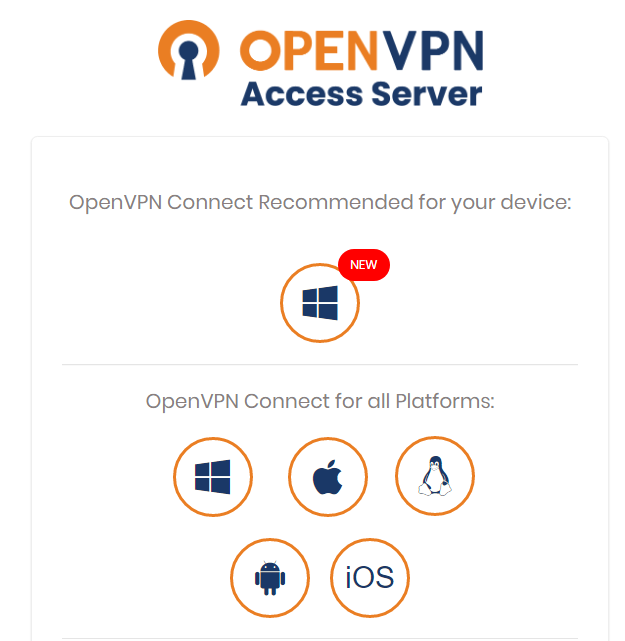 OPENVPN
Access Server
OpenVPN Connect Recommended for your device:
NEW
OpenVPN Connect for all Platforms:
iOS